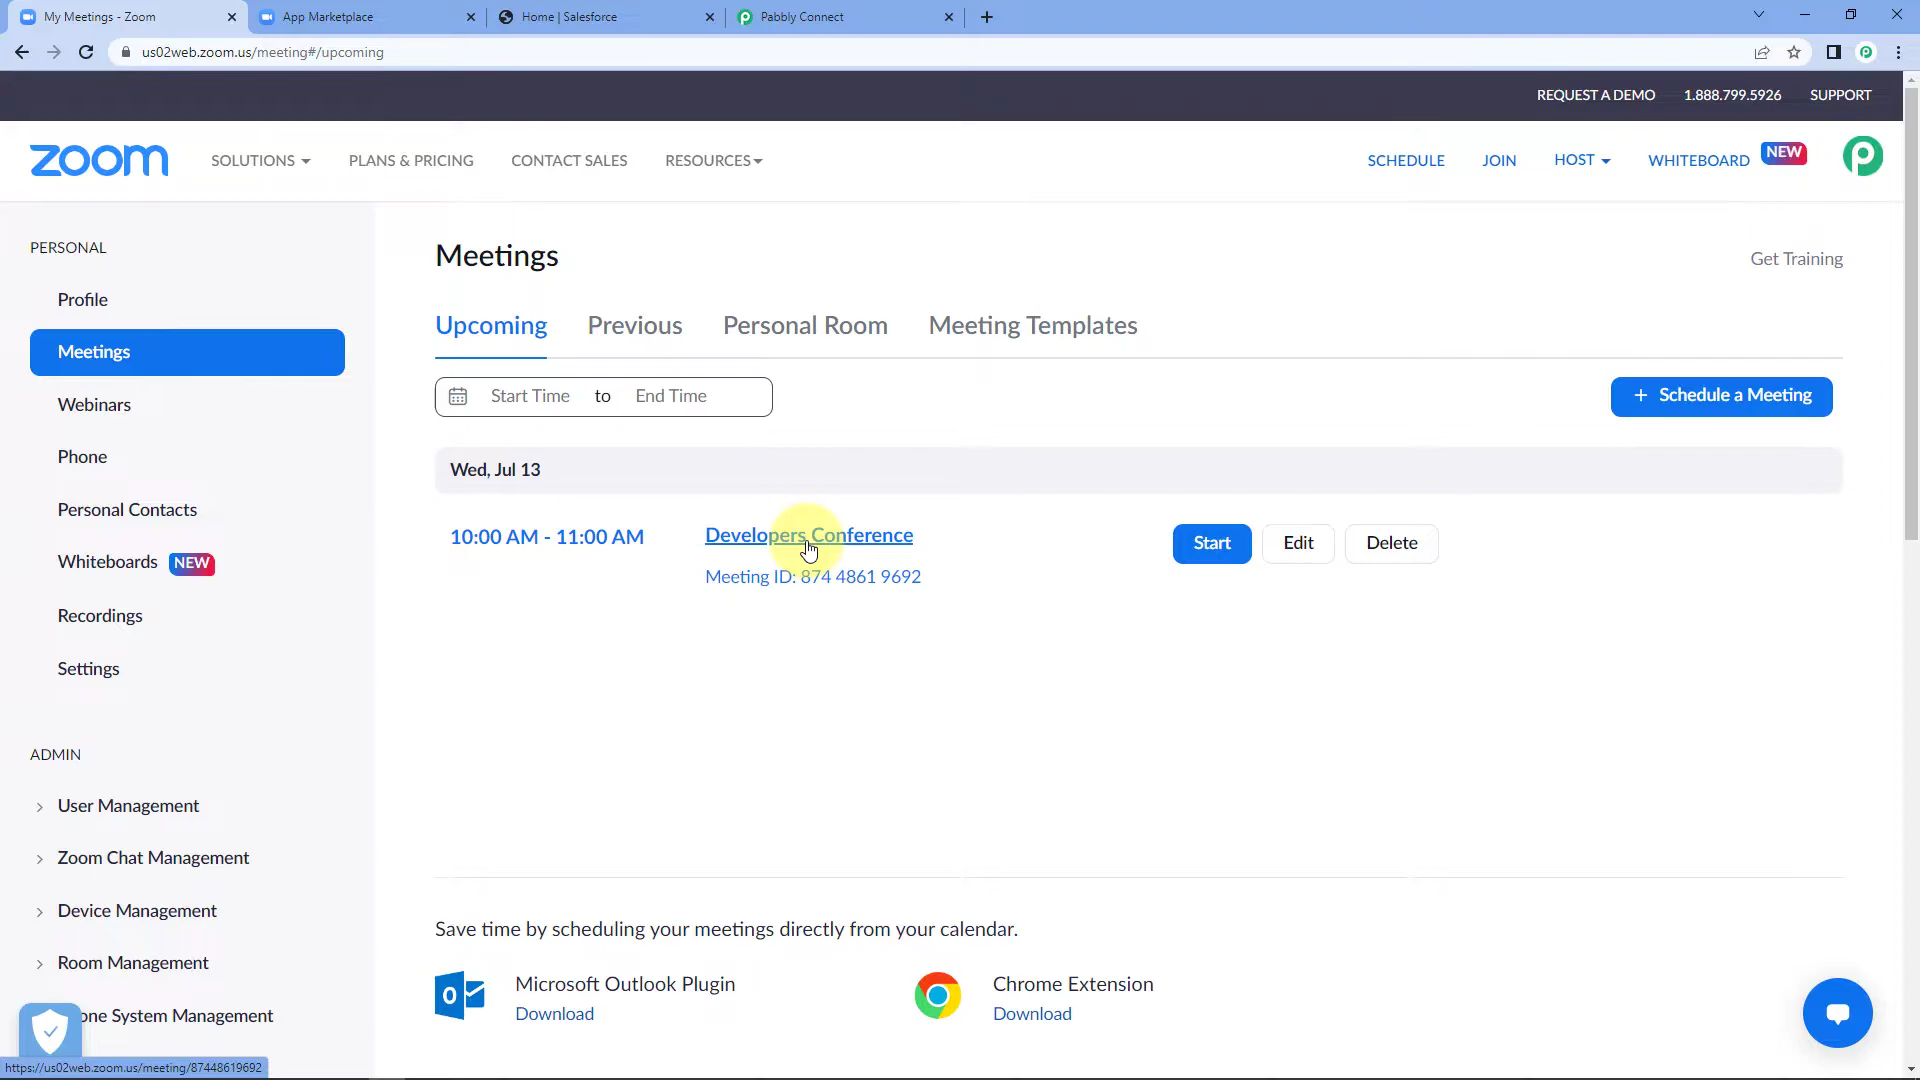 My Meetings - Zoom
App Marketplace
Home | Salesforce
Pabbly Connect
us02web.zoom.us/meeting#/upcoming
REQUEST A DEMO 1.888.799.5926 SUPPORT
zoom SOLUTIONS PLANS & PRICING CONTACT SALES RESOURCES SCHEDULE JOIN HOST WHITEBOARD NEW
PERSONAL
Profile
Meetings
Webinars
Phone
Personal Contacts
Whiteboards NEW
Recordings
Settings
ADMIN
User Management
Zoom Chat Management
Device Management
Room Management
one System Management
https://us02web.zoom.us/meeting/87448619692
Meetings
Get Training
Upcoming Previous Personal Room Meeting Templates
Start Time to End Time
+ Schedule a Meeting
Wed, Jul 13
10:00 AM - 11:00 AM Developers Conference Start Edit Delete
Meeting ID: 874 4861 9692
Save time by scheduling your meetings directly from your calendar.
Microsoft Outlook Plugin
Download
Chrome Extension
Download